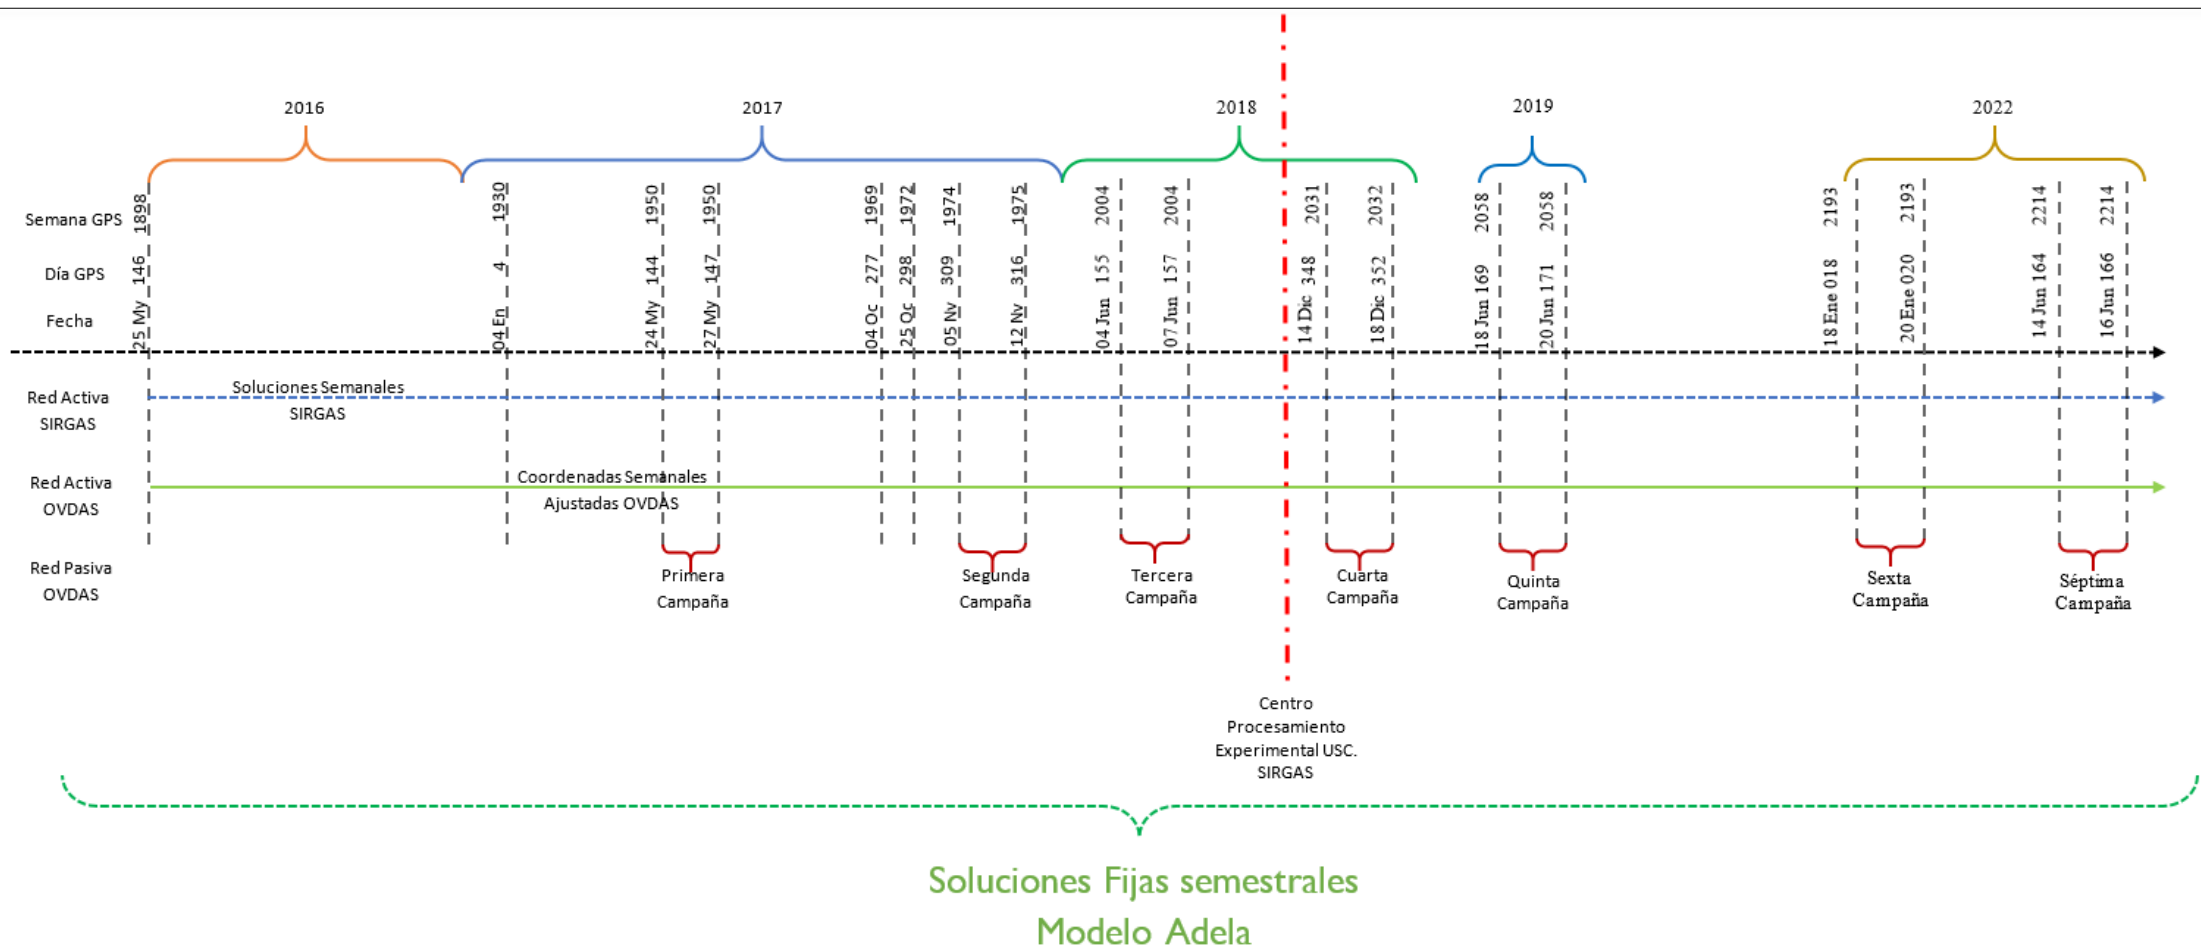 2016
2017
2018
2019
2022
Semana GPS
1898
1930
1950
1950
1969
1972
1974
1975
2004
2004
2031
2032
2058
2058
2193
2193
2214
2214
Día GPS
146
4
144
147
277
298
309
316
155
157
348
352
169
171
018
020
164
166
Fecha
25 My
04 En
24 My
27 My
04 Oc
25 Oc
05 Nv
12 Nv
04 Jun
07 Jun
14 Dic
18 Dic
18 Jun
20 Jun
18 Ene
20 Ene
14 Jun
16 Jun
Red Activa
SIRGAS
Soluciones Semanales
SIRGAS
Red Activa
OVDAS
Coordenadas Semanales
Ajustadas OVDAS
Red Pasiva
OVDAS
Primera
Campaña
Segunda
Campaña
Tercera
Campaña
Cuarta
Campaña
Quinta
Campaña
Sexta
Campaña
Séptima
Campaña
Centro
Procesamiento
Experimental USC.
SIRGAS
Soluciones Fijas semestrales
Modelo Adela